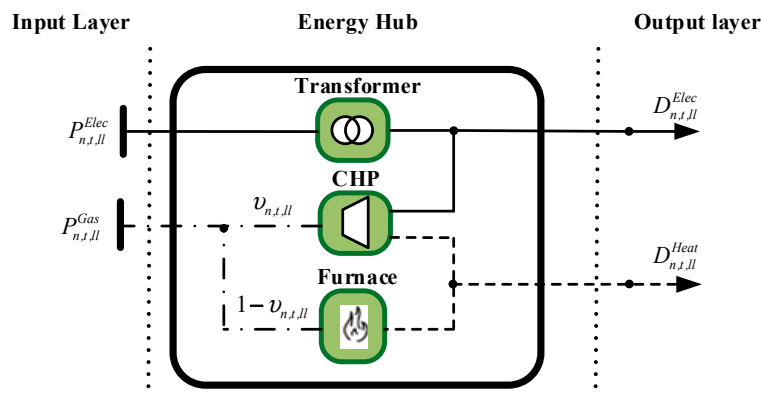 Input Layer
Energy Hub
Output layer
Transformer
P^{Elec}_{n,t,ll}
D^{Elec}_{n,t,ll}
CHP
P^{Gas}_{n,t,ll}
υ_{n,t,ll}
D^{Heat}_{n,t,ll}
Furnace
1−υ_{n,t,ll}